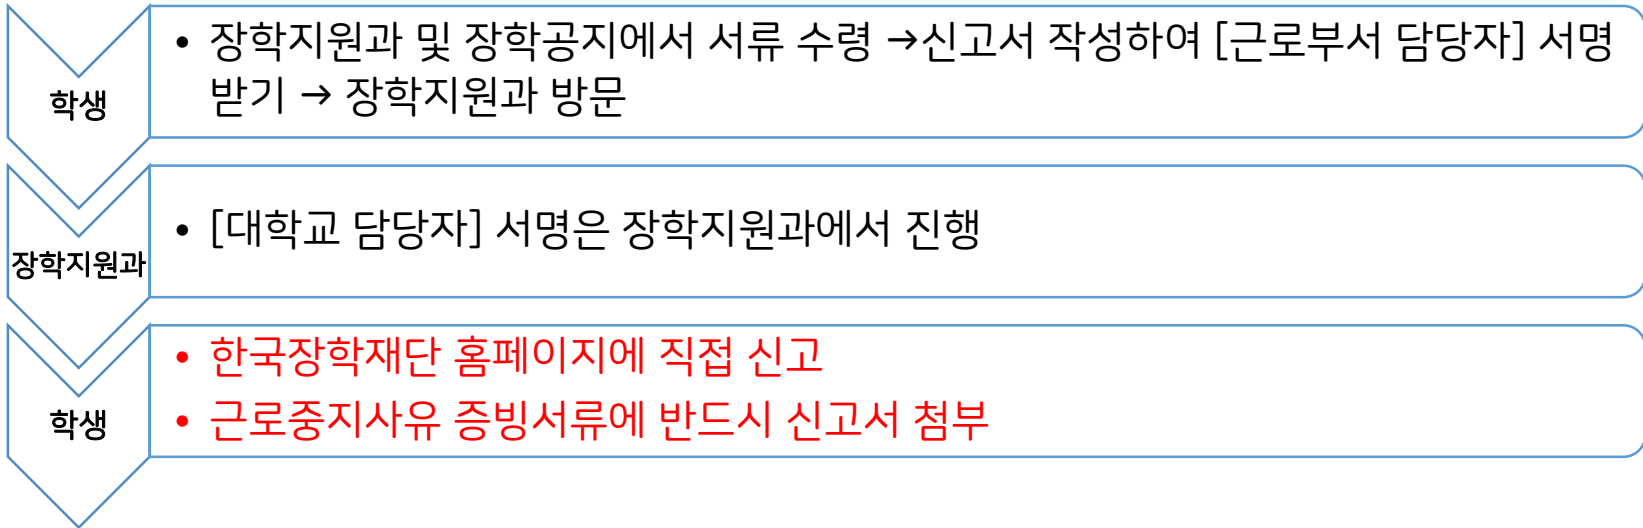 학생
• 장학지원과 및 장학공지에서 서류 수령 →신고서 작성하여 [근로부서 담당자] 서명
받기 → 장학지원과 방문
장학지원과
• [대학교 담당자] 서명은 장학지원과에서 진행
학생
• 한국장학재단 홈페이지에 직접 신고
• 근로중지사유 증빙서류에 반드시 신고서 첨부